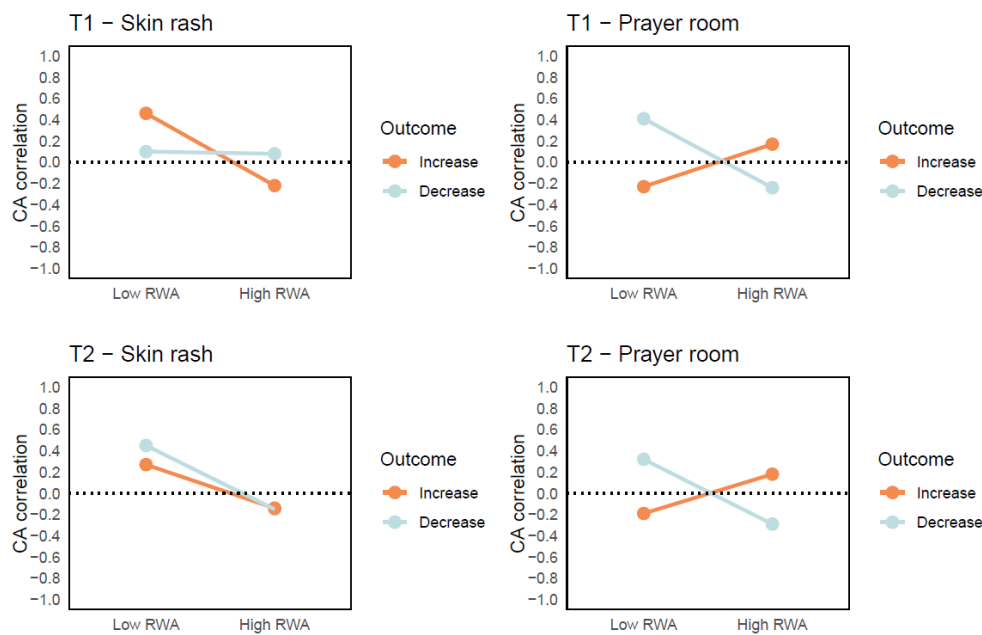 T1 − Skin rash
CA correlation
1.0
0.8
0.6
0.4
0.2
0.0
−0.2
−0.4
−0.6
−0.8
−1.0
Low RWA High RWA
Outcome
Increase
Decrease
T1 − Prayer room
CA correlation
1.0
0.8
0.6
0.4
0.2
0.0
−0.2
−0.4
−0.6
−0.8
−1.0
Low RWA High RWA
Outcome
Increase
Decrease
T2 − Skin rash
CA correlation
1.0
0.8
0.6
0.4
0.2
0.0
−0.2
−0.4
−0.6
−0.8
−1.0
Low RWA High RWA
Outcome
Increase
Decrease
T2 − Prayer room
CA correlation
1.0
0.8
0.6
0.4
0.2
0.0
−0.2
−0.4
−0.6
−0.8
−1.0
Low RWA High RWA
Outcome
Increase
Decrease